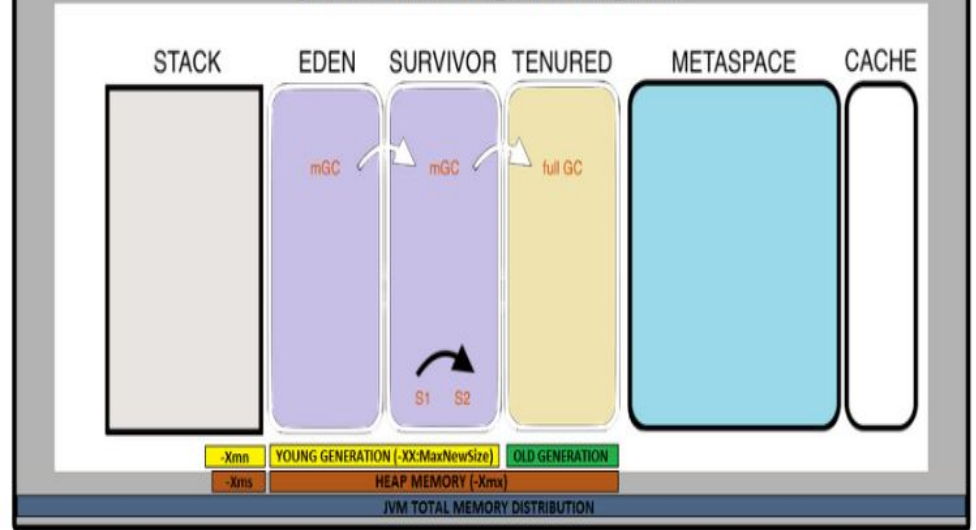 STACK EDEN SURVIVOR TENURED METASPACE CACHE
mGC mGC full GC
S1 S2
-Xmn YOUNG GENERATION (-XX:MaxNewSize) OLD GENERATION
-Xms HEAP MEMORY (-Xmx)
JVM TOTAL MEMORY DISTRIBUTION